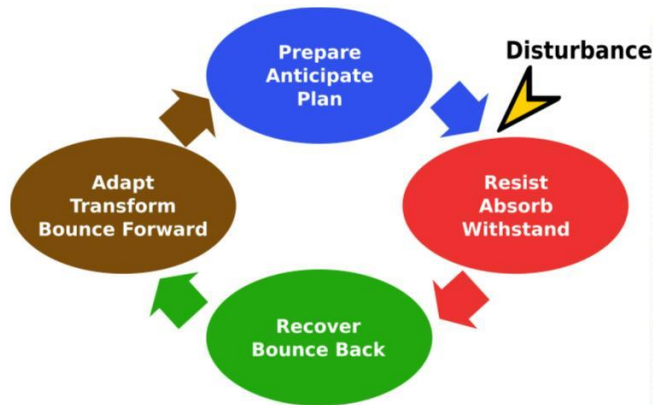 Prepare
Anticipate
Plan
Disturbance
Resist
Absorb
Withstand
Adapt
Transform
Bounce Forward
Recover
Bounce Back